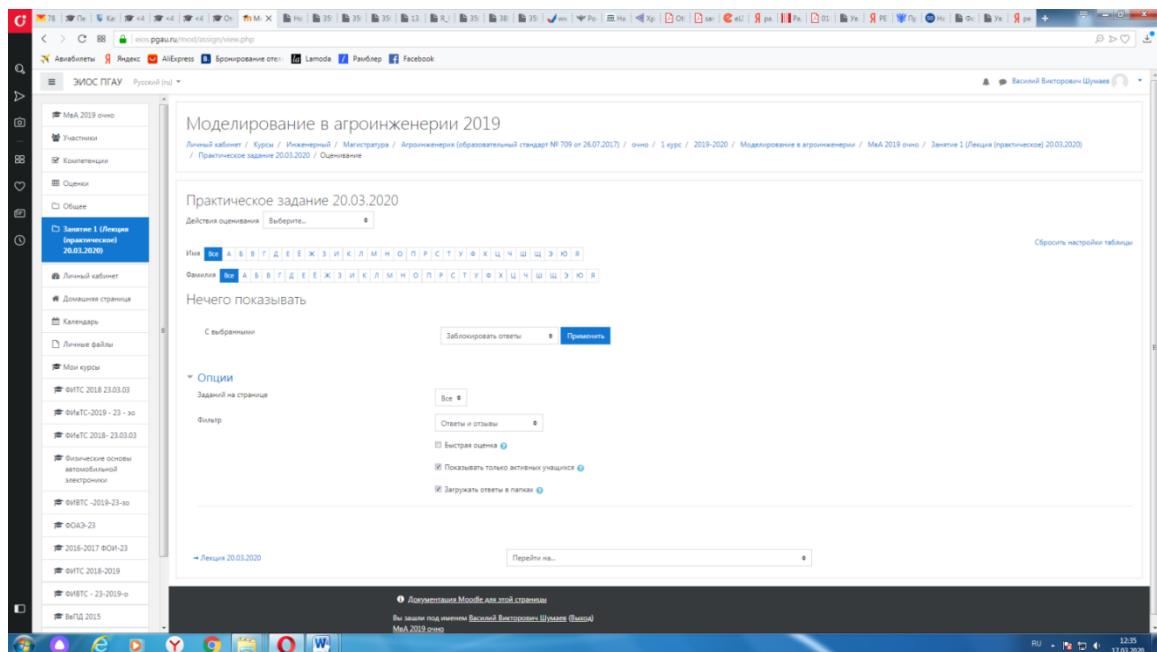 eios.pgau.ru/mod/assign/view.php
Авиабилеты Яндекс AliExpress Бронирование отел Lamoda Рамблер Facebook
ЭИОС ПГАУ Русский (ru)
Василий Викторович Шумаев
МвА 2019 очно
Участники
Компетенции
Оценки
Общее
Занятие 1 (Лекция
(практическое)
20.03.2020)
Личный кабинет
Домашняя страница
Календарь
Личные файлы
Мои курсы
ФИТС 2018 23.03.03
ФИвТС-2019 - 23 - зо
ФИвТС 2018- 23.03.03
Физические основы
автомобильной
электроники
ФИВТС -2019-23-зо
ФОАЭ-23
2016-2017 ФОИ-23
ФИТС 2018-2019
ФИВТС - 23-2019-о
ВеПД 2015
Моделирование в агроинженерии 2019
Личный кабинет / Курсы / Инженерный / Магистратура / Агроинженерия (образовательный стандарт № 709 от 26.07.2017) / очно / 1 курс / 2019-2020 / Моделирование в агроинженерии / МвА 2019 очно / Занятие 1 (Лекция (практическое) 20.03.2020)
/ Практическое задание 20.03.2020 / Оценивание
Практическое задание 20.03.2020
Действия оценивания Выберите...
Сбросить настройки таблицы
Имя Все А Б В Г Д Е Ё Ж З И К Л М Н О П Р С Т У Ф Х Ц Ч Ш Щ Э Ю Я
Фамилия Все А Б В Г Д Е Ё Ж З И К Л М Н О П Р С Т У Ф Х Ц Ч Ш Щ Э Ю Я
Нечего показывать
С выбранными Заблокировать ответы Применить
Опции
Заданий на странице Все
Фильтр Ответы и отзывы
Быстрая оценка
Показывать только активных учащихся
Загружать ответы в папках
→ Лекция 20.03.2020 Перейти на...
Документация Moodle для этой страницы
Вы зашли под именем Василий Викторович Шумаев (Выход)
МвА 2019 очно
RU 12:35
17.03.2020